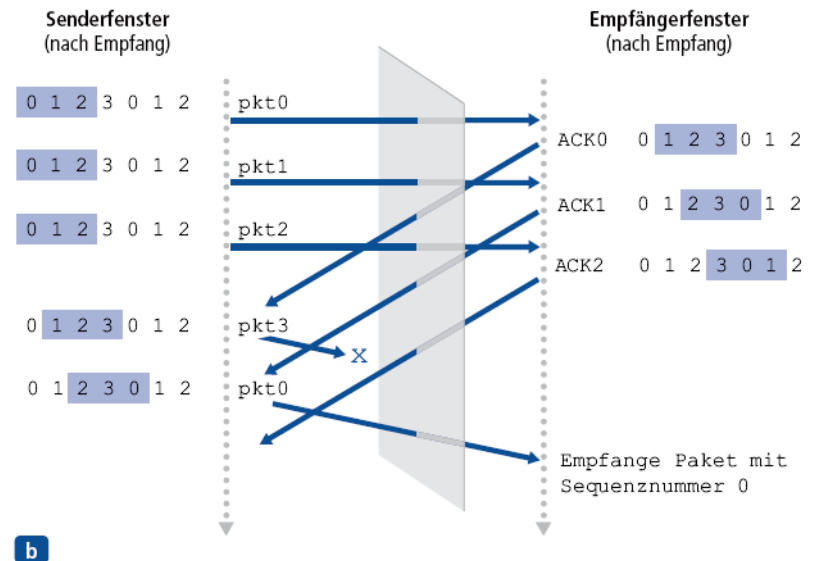 Senderfenster
(nach Empfang)
Empfängerfenster
(nach Empfang)
0 1 2 3 0 1 2
pkt0
ACK0 0 1 2 3 0 1 2
0 1 2 3 0 1 2
pkt1
ACK1 0 1 2 3 0 1 2
0 1 2 3 0 1 2
pkt2
ACK2 0 1 2 3 0 1 2
0 1 2 3 0 1 2
pkt3
X
0 1 2 3 0 1 2
pkt0
Empfange Paket mit
Sequenznummer 0
b